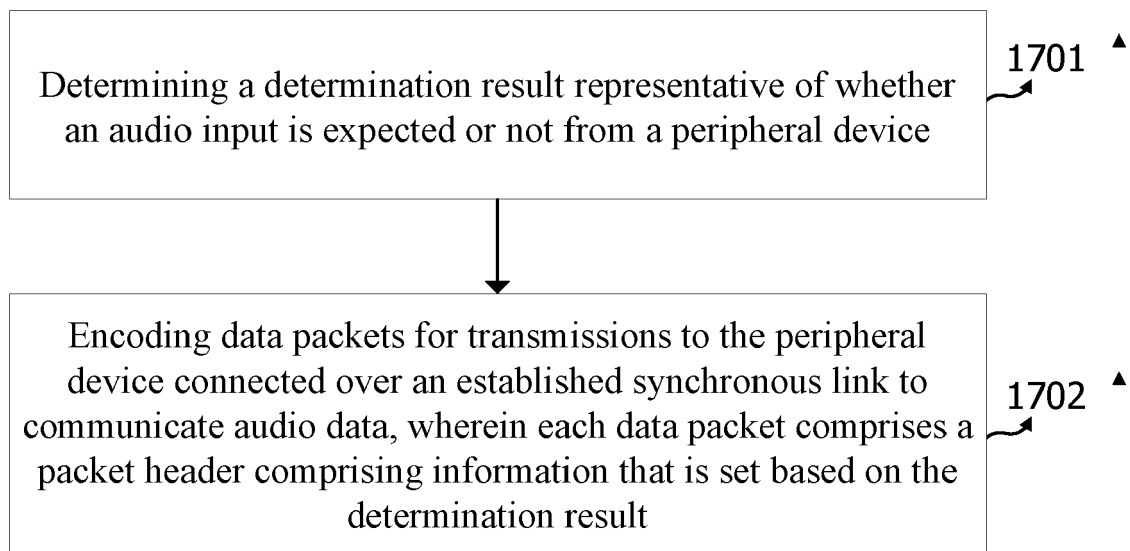 Determining a determination result representative of whether
an audio input is expected or not from a peripheral device
1701
Encoding data packets for transmissions to the peripheral
device connected over an established synchronous link to
communicate audio data, wherein each data packet comprises a
packet header comprising information that is set based on the
determination result
1702